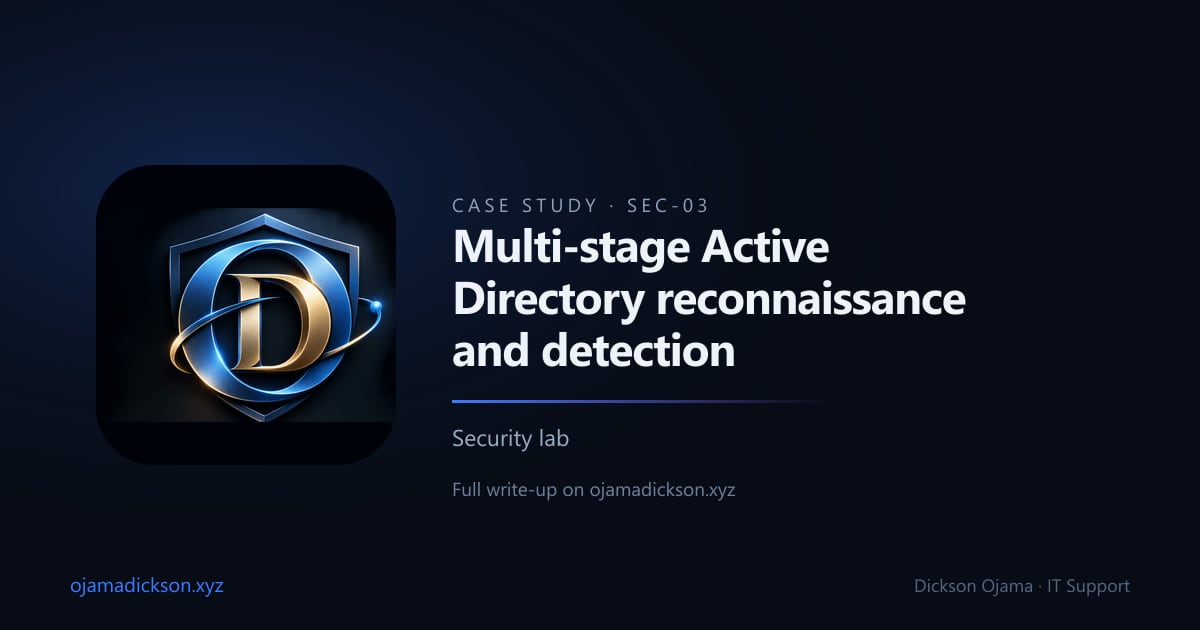 CASE STUDY · SEC-03
Multi-stage Active
Directory reconnaissance
and detection
Security lab
Full write-up on ojamadickson.xyz
ojamadickson.xyz
Dickson Ojama · IT Support